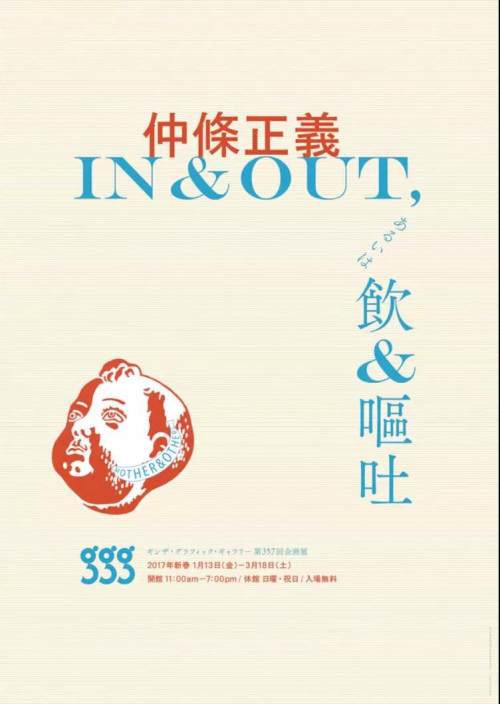 仲條正義
IN & OUT,
あるいは
飲&嘔吐
MOTHER&OTHER
ggg
ギンザ・グラフィック・ギャラリー 第357回企画展
2017年新春 1月13日(金)−3月18日(土)
開館 11:00am−7:00pm / 休館 日曜・祝日 / 入場無料